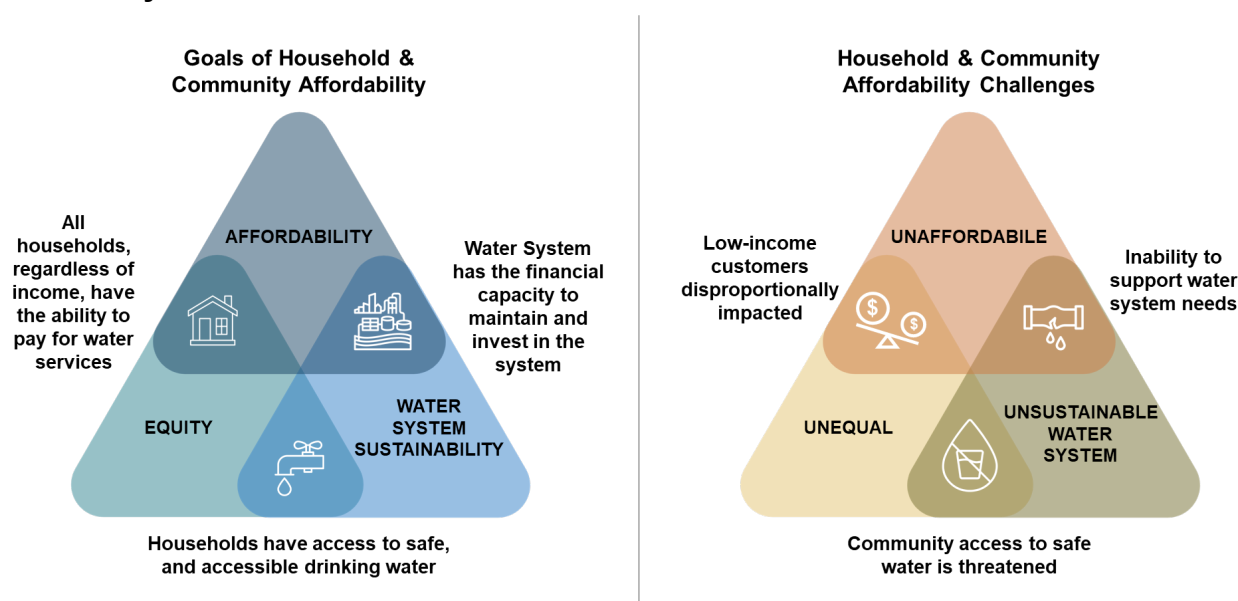 Goals of Household &
Community Affordability
All
households,
regardless of
income, have
the ability to
pay for water
services
AFFORDABILITY
Water System
has the financial
capacity to
maintain and
invest in the
system
EQUITY
WATER
SYSTEM
SUSTAINABILITY
Households have access to safe,
and accessible drinking water
Household & Community
Affordability Challenges
Low-income
customers
disproportionally
impacted
UNAFFORDABILE
Inability to
support water
system needs
$
$
UNEQUAL
UNSUSTAINABLE
WATER
SYSTEM
Community access to safe
water is threatened